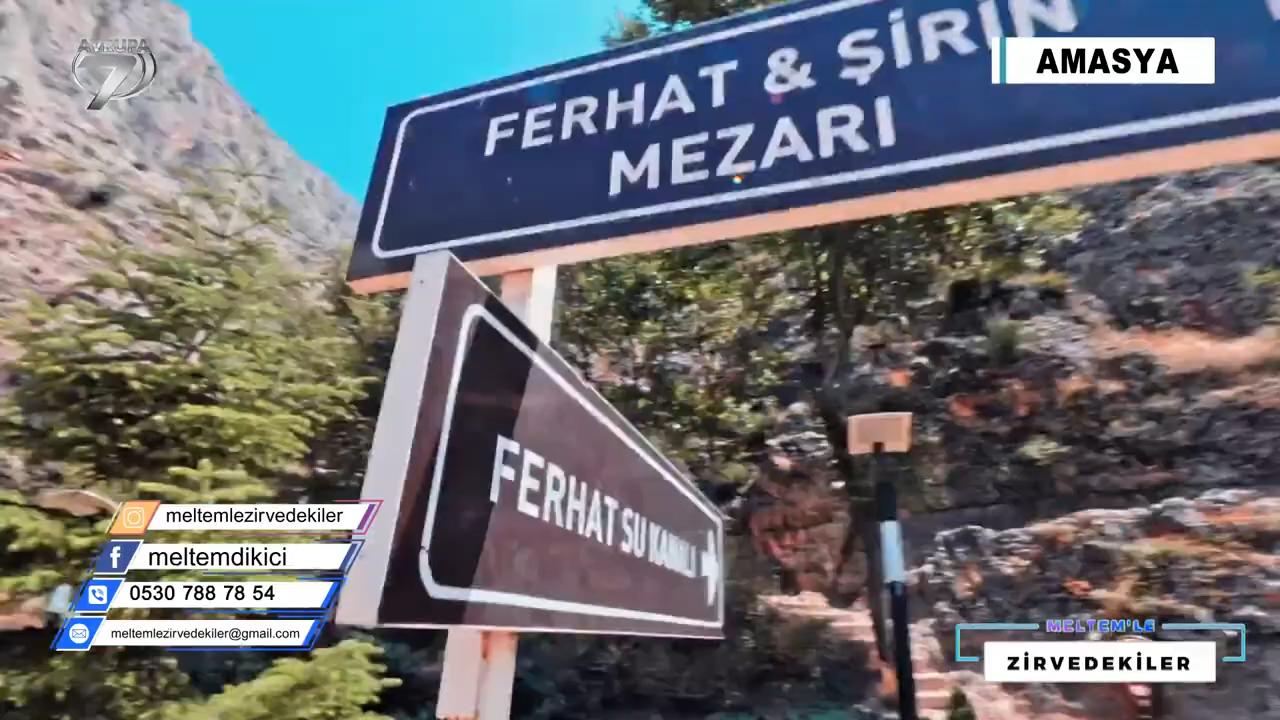 AVRUPA
7
AMASYA
FERHAT & ŞİRİN
MEZARI
FERHAT SU KANALI
meltemlezirvedekiler
meltemdikici
0530 788 78 54
meltemlezirvedekiler@gmail.com
MELTEM'LE
ZİRVEDEKİLER